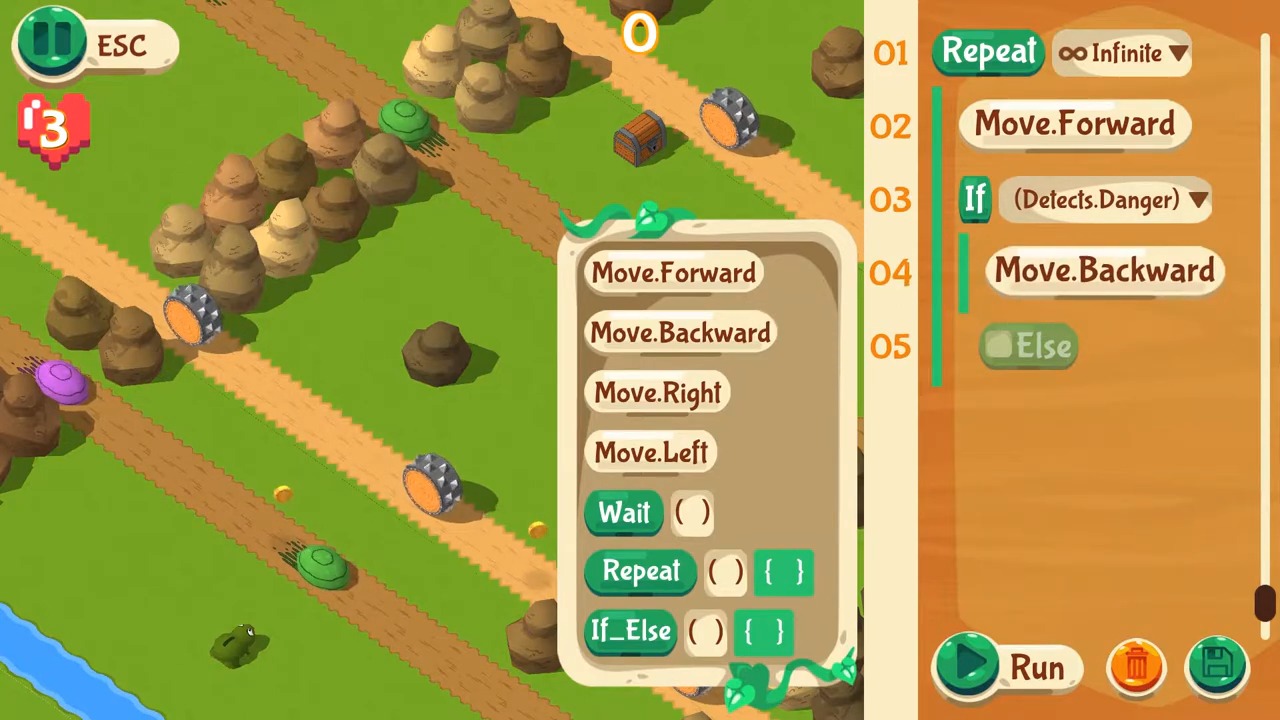 ESC
3
0
Move.Forward
Move.Backward
Move.Right
Move.Left
Wait ( )
Repeat ( ) { }
If_Else ( ) { }
01 Repeat ∞ Infinite ▼
02 Move.Forward
03 If (Detects.Danger) ▼
04 Move.Backward
05 Else
Run